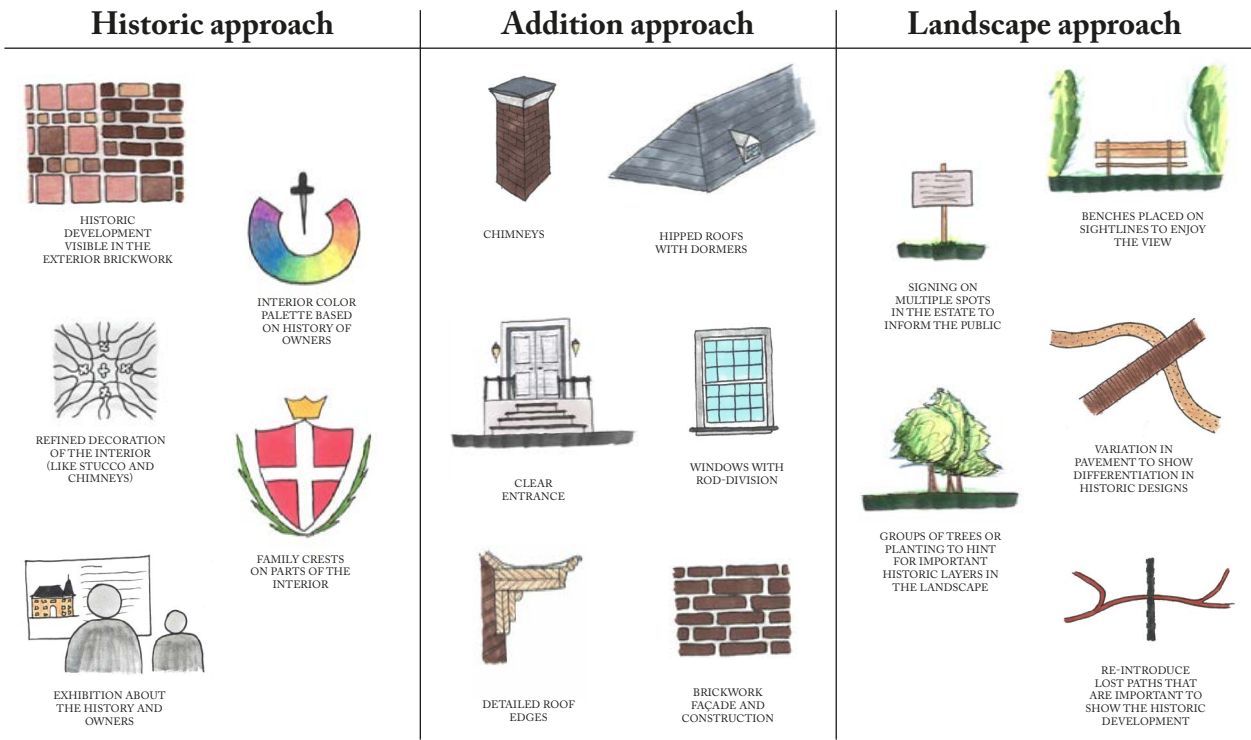 Historic approach
Addition approach
Landscape approach
HISTORIC
DEVELOPMENT
VISIBLE IN THE
EXTERIOR BRICKWORK
INTERIOR COLOR
PALETTE BASED
ON HISTORY OF
OWNERS
REFINED DECORATION
OF THE INTERIOR
(LIKE STUCCO AND
CHIMNEYS)
FAMILY CRESTS
ON PARTS OF THE
INTERIOR
EXHIBITION ABOUT
THE HISTORY AND
OWNERS
CHIMNEYS
HIPPED ROOFS
WITH DORMERS
CLEAR
ENTRANCE
WINDOWS WITH
ROD-DIVISION
DETAILED ROOF
EDGES
BRICKWORK
FAÇADE AND
CONSTRUCTION
BENCHES PLACED ON
SIGHTLINES TO ENJOY
THE VIEW
SIGNING ON
MULTIPLE SPOTS
IN THE ESTATE TO
INFORM THE PUBLIC
VARIATION IN
PAVEMENT TO SHOW
DIFFERENTIATION IN
HISTORIC DESIGNS
GROUPS OF TREES OR
PLANTING TO HINT
FOR IMPORTANT
HISTORIC LAYERS IN
THE LANDSCAPE
RE-INTRODUCE
LOST PATHS THAT
ARE IMPORTANT TO
SHOW THE HISTORIC
DEVELOPMENT